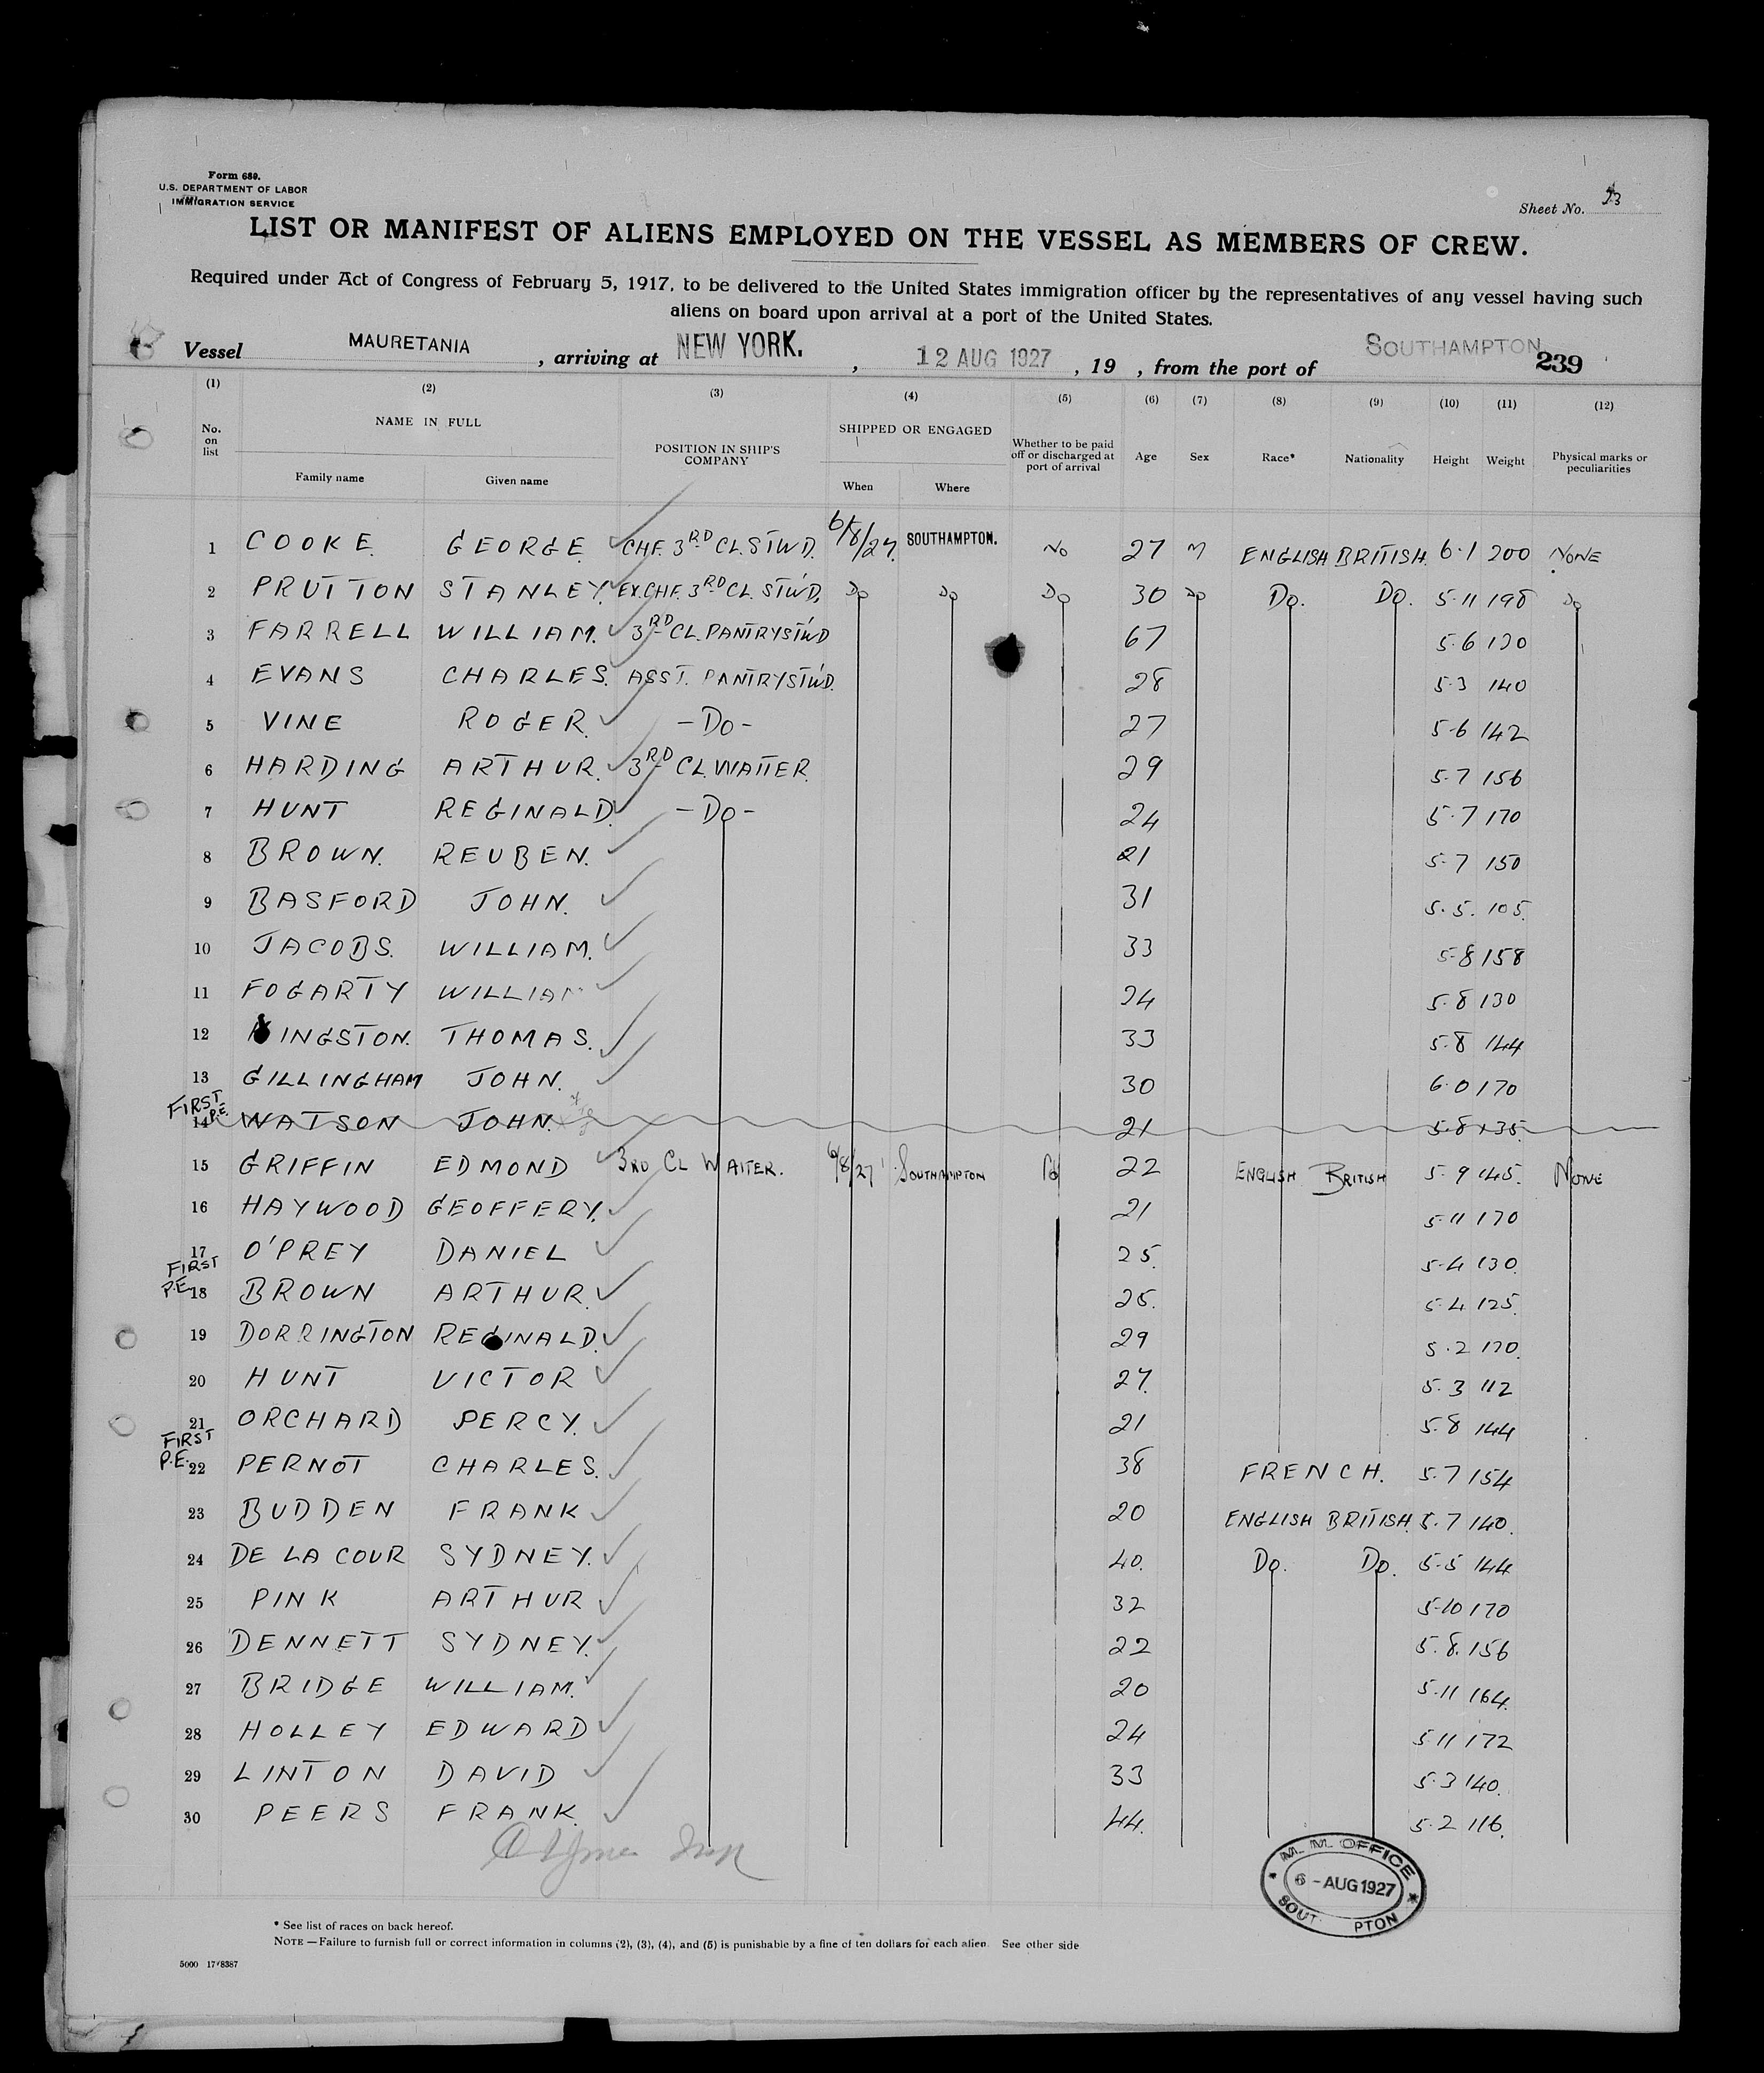 Form 689.
U.S. DEPARTMENT OF LABOR
IMMIGRATION SERVICE
Sheet No. 23
LIST OR MANIFEST OF ALIENS EMPLOYED ON THE VESSEL AS MEMBERS OF CREW.
Required under Act of Congress of February 5, 1917, to be delivered to the United States immigration officer by the representatives of any vessel having such
aliens on board upon arrival at a port of the United States.
Vessel MAURETANIA, arriving at NEW YORK., 12 AUG 1927, 19 , from the port of SOUTHAMPTON 239
(1) (2) (3) (4) (5) (6) (7) (8) (9) (10) (11) (12)
No. on list NAME IN FULL Family name Given name POSITION IN SHIP'S COMPANY SHIPPED OR ENGAGED When Where Whether to be paid off or discharged at port of arrival Age Sex Race* Nationality Height Weight Physical marks or peculiarities
1 COOKE. GEORGE. CHF. 3RD CL. STWD. 6/8/27. SOUTHAMPTON. No 27 M ENGLISH BRITISH. 6.1 200 NONE
2 PRUTTON STANLEY. EX.CHF. 3RD CL. STW'D. Do Do Do 30 Do Do. Do. 5.11 198 Do
3 FARRELL WILLIAM. 3RD CL. PANTRYSTW'D 67 5.6 130
4 EVANS CHARLES. ASST. PANTRYSTW'D. 28 5.3 140
5 VINE ROGER. -Do- 27 5.6 142
6 HARDING ARTHUR. 3RD CL. WAITER. 29 5.7 156
7 HUNT REGINALD. -Do- 24 5.7 170
8 BROWN. REUBEN. 21 5.7 150
9 BASFORD JOHN. 31 5.5. 105.
10 JACOBS. WILLIAM. 33 5.8 158
11 FOGARTY WILLIAM 24 5.8 130
12 KINGSTON. THOMAS. 33 5.8 144
13 GILLINGHAM JOHN. 30 6.0 170
FIRST P.E.
14 WATSON JOHN. 21 5.8 135.
15 GRIFFIN EDMOND 3RD CL WAITER. 6/8/27 SOUTHAMPTON No 22 ENGLISH BRITISH 5.9 145. NONE
16 HAYWOOD GEOFFERY. 21 5.11 170
17 O'PREY DANIEL 25. 5.4 130.
FIRST P.E.
18 BROWN ARTHUR. 25. 5.4 125.
19 DORRINGTON REGINALD. 29 5.2 170.
20 HUNT VICTOR 27. 5.3 112
21 ORCHARD PERCY. 21 5.8 144
FIRST P.E.
22 PERNOT CHARLES. 38 FRENCH. 5.7 154
23 BUDDEN FRANK 20 ENGLISH BRITISH. 5.7 140.
24 DE LA COUR SYDNEY. 40. Do. Do. 5.5 144
25 PINK ARTHUR 32 5.10 170
26 DENNETT SYDNEY. 22 5.8. 156
27 BRIDGE WILLIAM. 20 5.11 164.
28 HOLLEY EDWARD 24 5.11 172
29 LINTON DAVID 33 5.3 140.
30 PEERS FRANK. 44. 5.2 116.
M.M. OFFICE
6 - AUG 1927
SOUT PTON
* See list of races on back hereof.
NOTE — Failure to furnish full or correct information in columns (2), (3), (4), and (5) is punishable by a fine of ten dollars for each alien. See other side
5000 17/8387